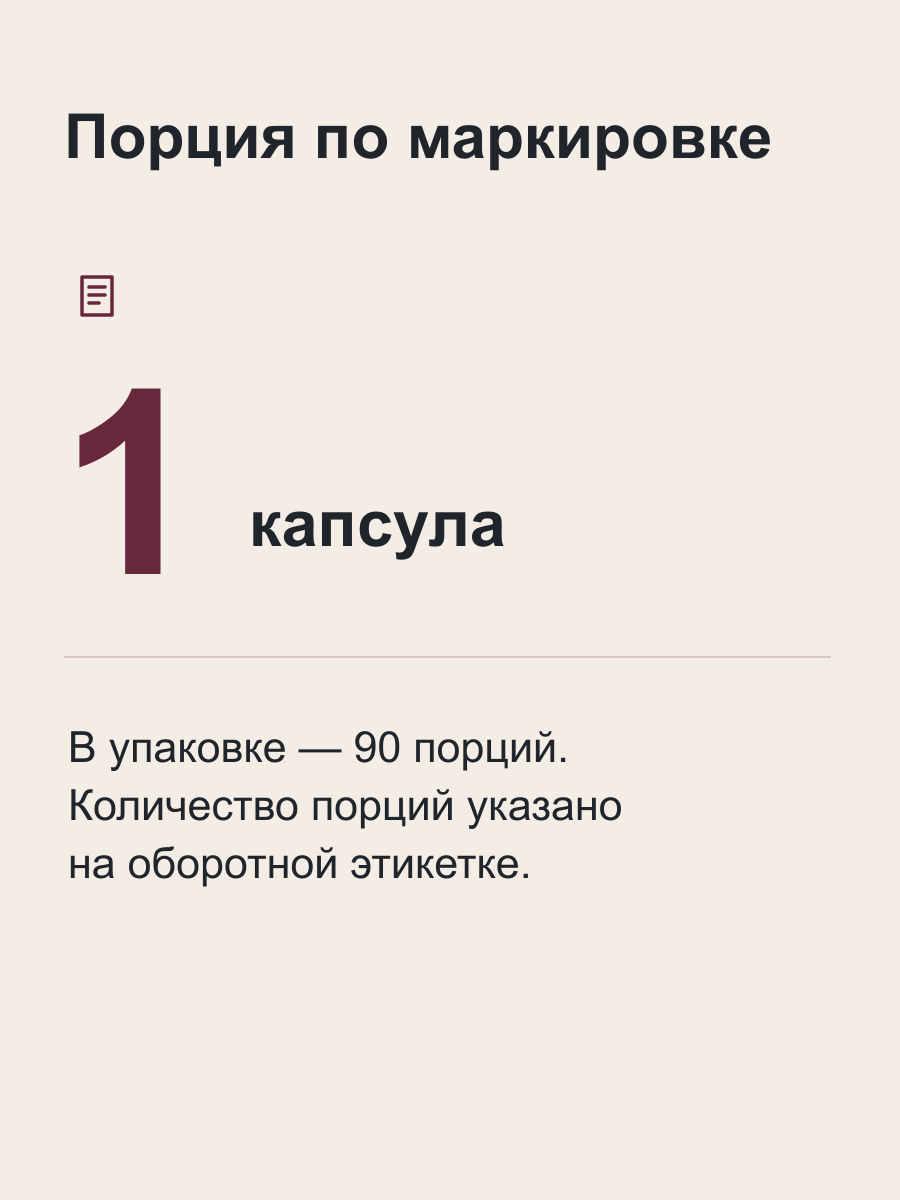 Порция по маркировке
1 капсула
В упаковке — 90 порций.
Количество порций указано
на оборотной этикетке.